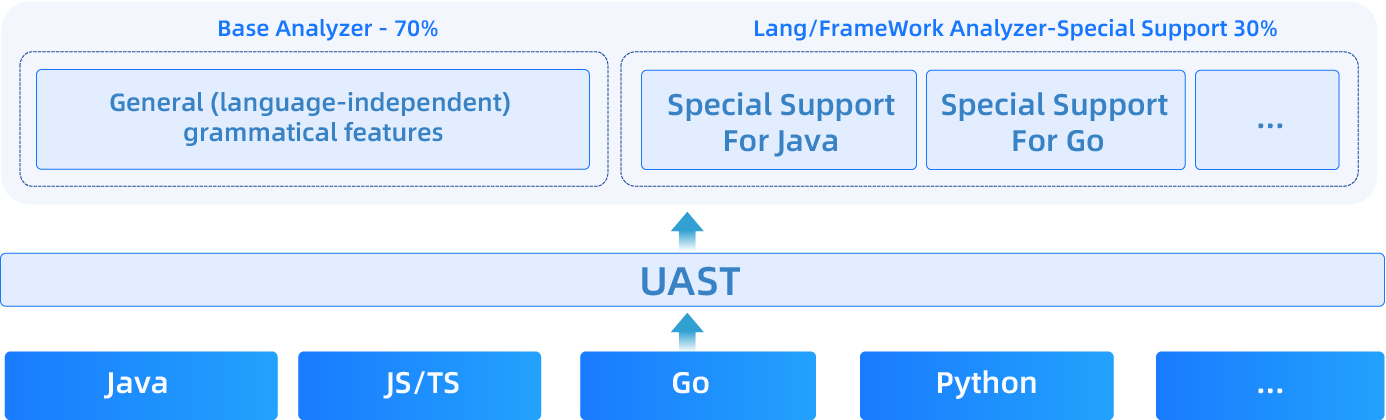 Base Analyzer - 70%
Lang/FrameWork Analyzer-Special Support 30%
General (language-independent)
grammatical features
Special Support
For Java
Special Support
For Go
...
UAST
Java
JS/TS
Go
Python
...